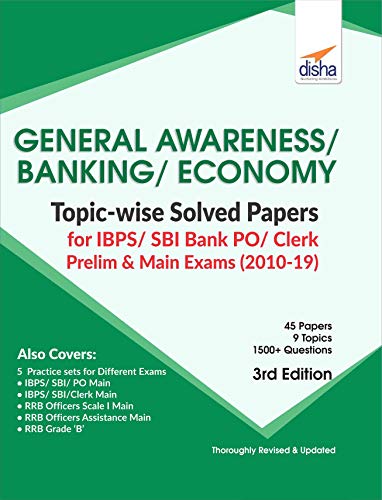 disha
GENERAL AWARENESS/
BANKING/ ECONOMY
Topic-wise Solved Papers
for IBPS/ SBI Bank PO/ Clerk
Prelim & Main Exams (2010-19)
45 Papers
9 Topics
1500+ Questions
3rd Edition
Also Covers:
5 Practice sets for Different Exams
• IBPS/ SBI/ PO Main
• IBPS/ SBI/Clerk Main
• RRB Officers Scale I Main
• RRB Officers Assistance Main
• RRB Grade 'B'
Thoroughly Revised & Updated